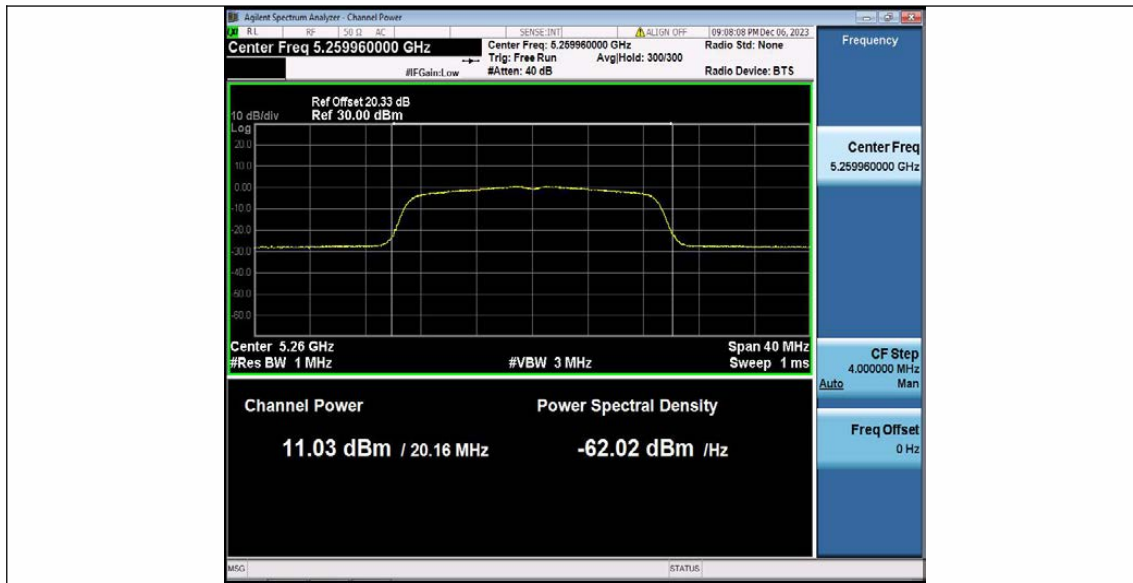 Agilent Spectrum Analyzer - Channel Power
RL RF 50 Ω AC SENSE:INT ALIGN OFF 09:08:08 PM Dec 06, 2023
Center Freq 5.259960000 GHz
Center Freq: 5.259960000 GHz
Radio Std: None
Trig: Free Run Avg|Hold: 300/300
#IFGain:Low #Atten: 40 dB Radio Device: BTS
Ref Offset 20.33 dB
10 dB/div Ref 30.00 dBm
Log
20.0
10.0
0.00
-10.0
-20.0
-30.0
-40.0
-50.0
-60.0
Center 5.26 GHz Span 40 MHz
#Res BW 1 MHz #VBW 3 MHz Sweep 1 ms
Channel Power Power Spectral Density
11.03 dBm / 20.16 MHz -62.02 dBm /Hz
MSG STATUS
Frequency
Center Freq
5.259960000 GHz
CF Step
4.000000 MHz
Auto Man
Freq Offset
0 Hz